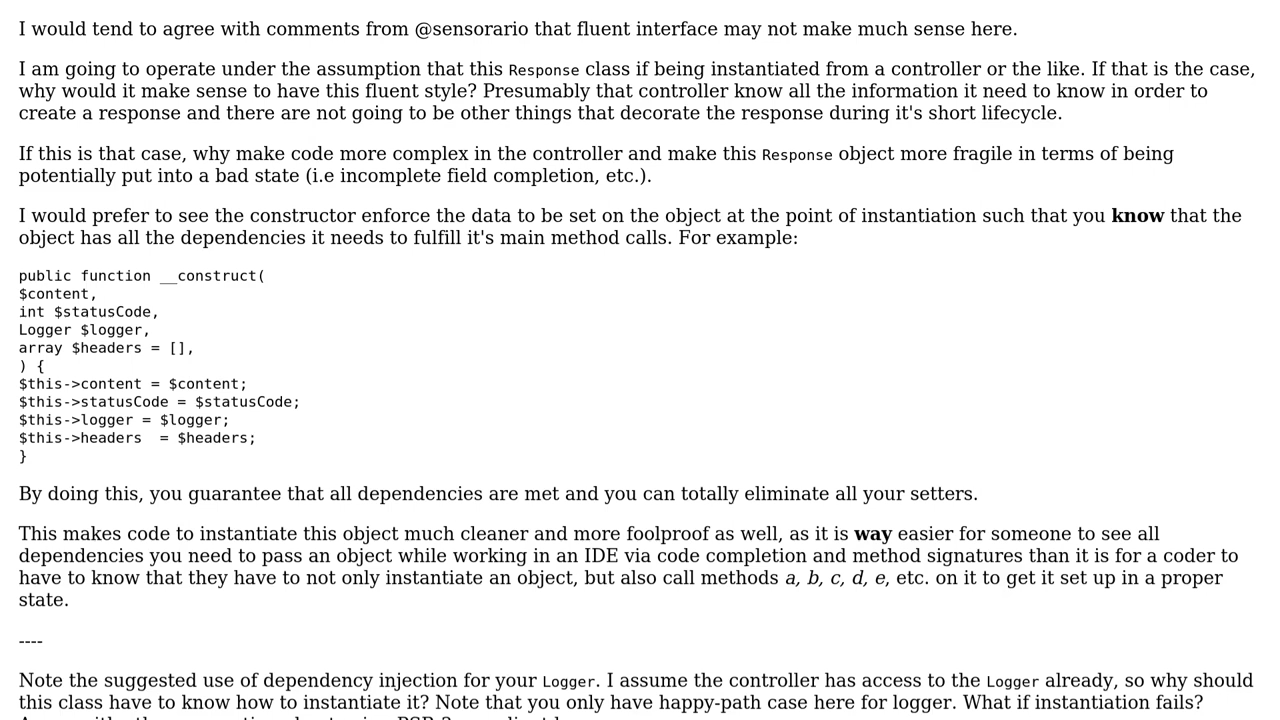 I would tend to agree with comments from @sensorario that fluent interface may not make much sense here.
I am going to operate under the assumption that this Response class if being instantiated from a controller or the like. If that is the case,
why would it make sense to have this fluent style? Presumably that controller know all the information it need to know in order to
create a response and there are not going to be other things that decorate the response during it's short lifecycle.
If this is that case, why make code more complex in the controller and make this Response object more fragile in terms of being
potentially put into a bad state (i.e incomplete field completion, etc.).
I would prefer to see the constructor enforce the data to be set on the object at the point of instantiation such that you know that the
object has all the dependencies it needs to fulfill it's main method calls. For example:
public function __construct(
$content,
int $statusCode,
Logger $logger,
array $headers = [],
) {
$this->content = $content;
$this->statusCode = $statusCode;
$this->logger = $logger;
$this->headers  = $headers;
}
By doing this, you guarantee that all dependencies are met and you can totally eliminate all your setters.
This makes code to instantiate this object much cleaner and more foolproof as well, as it is way easier for someone to see all
dependencies you need to pass an object while working in an IDE via code completion and method signatures than it is for a coder to
have to know that they have to not only instantiate an object, but also call methods a, b, c, d, e, etc. on it to get it set up in a proper
state.
----
Note the suggested use of dependency injection for your Logger. I assume the controller has access to the Logger already, so why should
this class have to know how to instantiate it? Note that you only have happy-path case here for logger. What if instantiation fails?